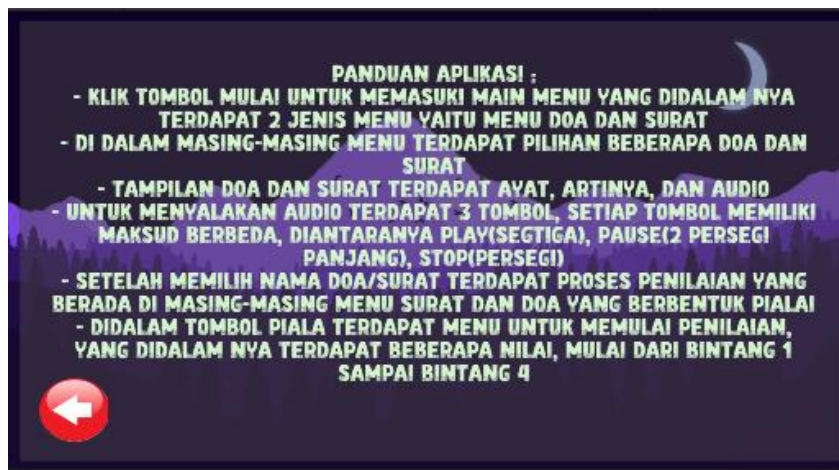 PANDUAN APLIKASI :
- KLIK TOMBOL MULAI UNTUK MEMASUKI MAIN MENU YANG DIDALAM NYA
TERDAPAT 2 JENIS MENU YAITU MENU DOA DAN SURAT
- DI DALAM MASING-MASING MENU TERDAPAT PILIHAN BEBERAPA DOA DAN
SURAT
- TAMPILAN DOA DAN SURAT TERDAPAT AYAT, ARTINYA, DAN AUDIO
- UNTUK MENYALAKAN AUDIO TERDAPAT 3 TOMBOL, SETIAP TOMBOL MEMILIKI
MAKSUD BERBEDA, DIANTARANYA PLAY(SEGTIGA), PAUSE(2 PERSEGI
PANJANG), STOP(PERSEGI)
- SETELAH MEMILIH NAMA DOA/SURAT TERDAPAT PROSES PENILAIAN YANG
BERADA DI MASING-MASING MENU SURAT DAN DOA YANG BERBENTUK PIALAI
- DIDALAM TOMBOL PIALA TERDAPAT MENU UNTUK MEMULAI PENILAIAN,
YANG DIDALAM NYA TERDAPAT BEBERAPA NILAI, MULAI DARI BINTANG 1
SAMPAI BINTANG 4